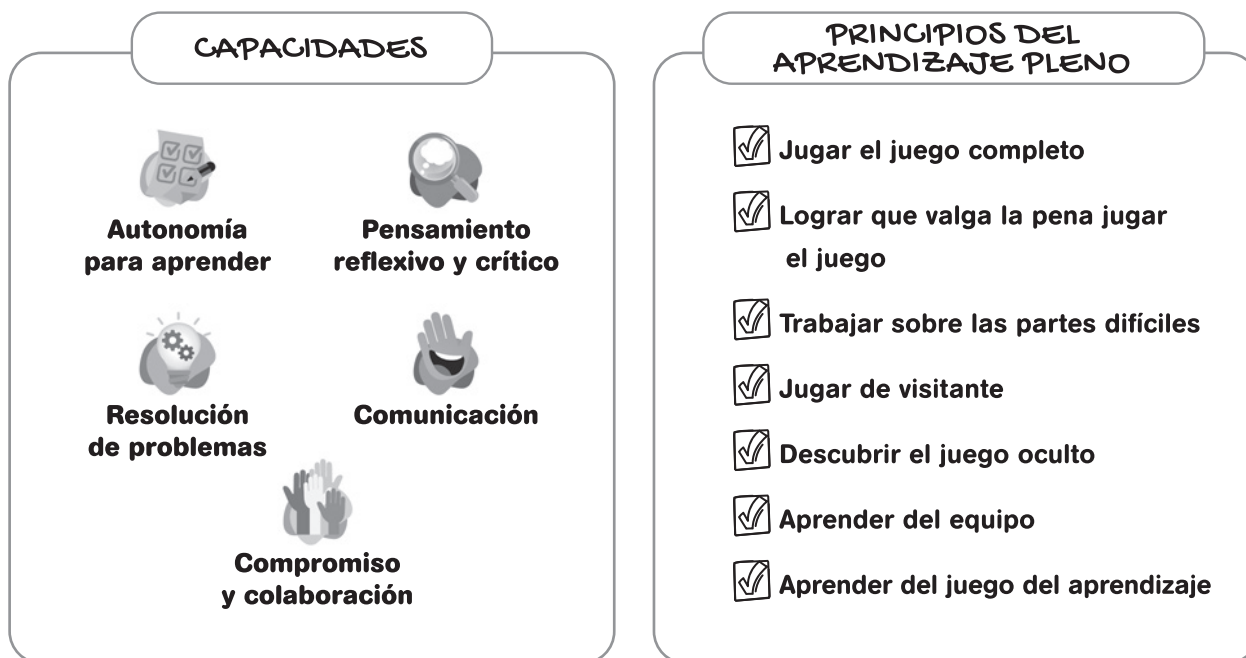 CAPACIDADES
Autonomía
para aprender
Pensamiento
reflexivo y crítico
Resolución
de problemas
Comunicación
Compromiso
y colaboración
PRINCIPIOS DEL
APRENDIZAJE PLENO
Jugar el juego completo
Lograr que valga la pena jugar
el juego
Trabajar sobre las partes difíciles
Jugar de visitante
Descubrir el juego oculto
Aprender del equipo
Aprender del juego del aprendizaje